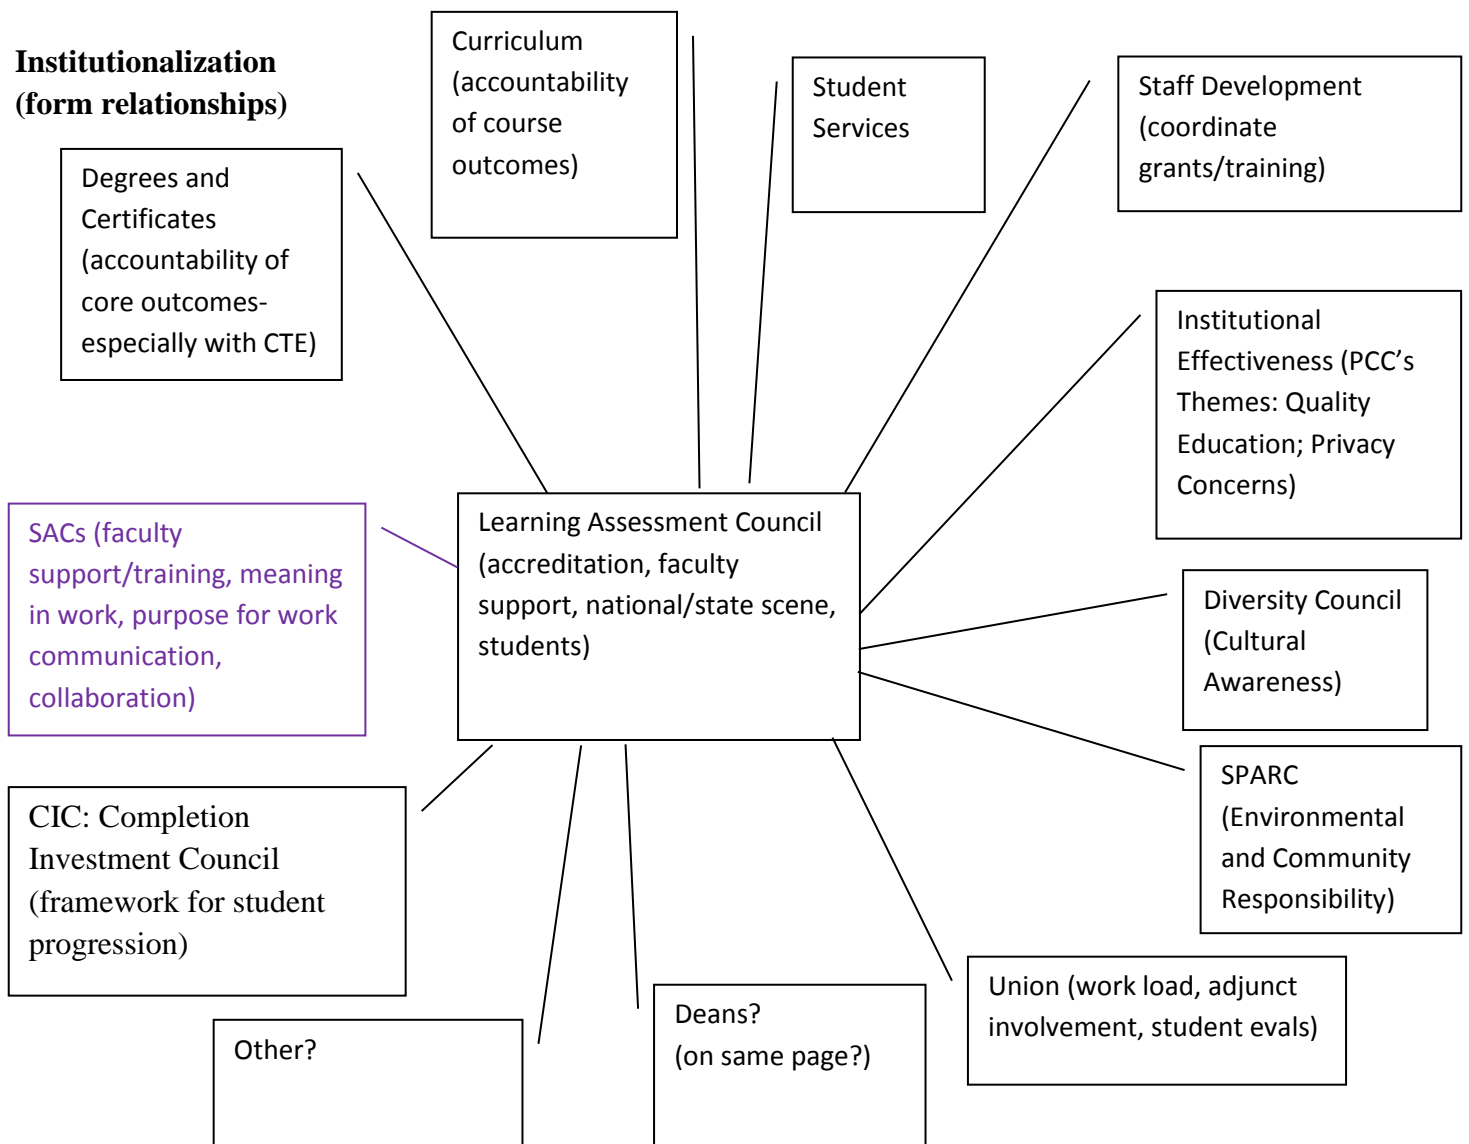 Institutionalization
(form relationships)
Curriculum
(accountability
of course
outcomes)
Student
Services
Staff Development
(coordinate
grants/training)
Degrees and
Certificates
(accountability of
core outcomes-
especially with CTE)
Institutional
Effectiveness (PCC’s
Themes: Quality
Education; Privacy
Concerns)
SACs (faculty
support/training, meaning
in work, purpose for work
communication,
collaboration)
Learning Assessment Council
(accreditation, faculty
support, national/state scene,
students)
Diversity Council
(Cultural
Awareness)
SPARC
(Environmental
and Community
Responsibility)
CIC: Completion
Investment Council
(framework for student
progression)
Union (work load, adjunct
involvement, student evals)
Deans?
(on same page?)
Other?